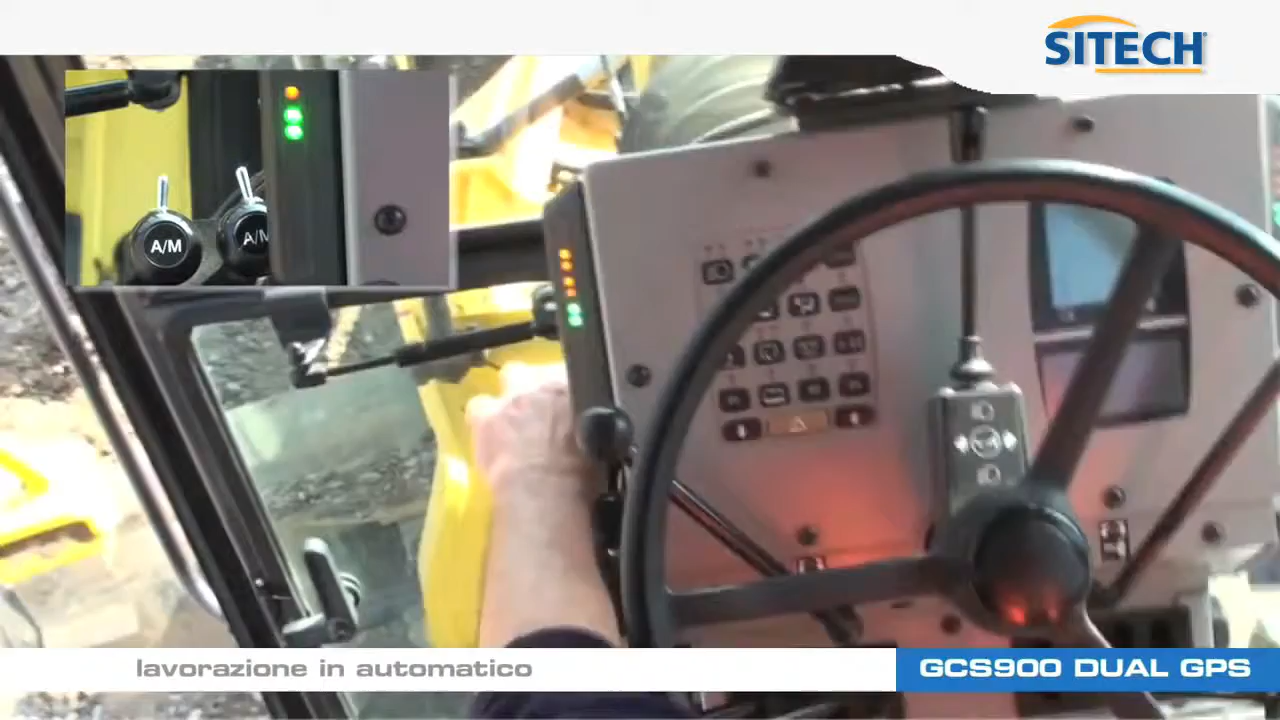 SITECH
A/M
A/M
lavorazione in automatico
GCS900 DUAL GPS